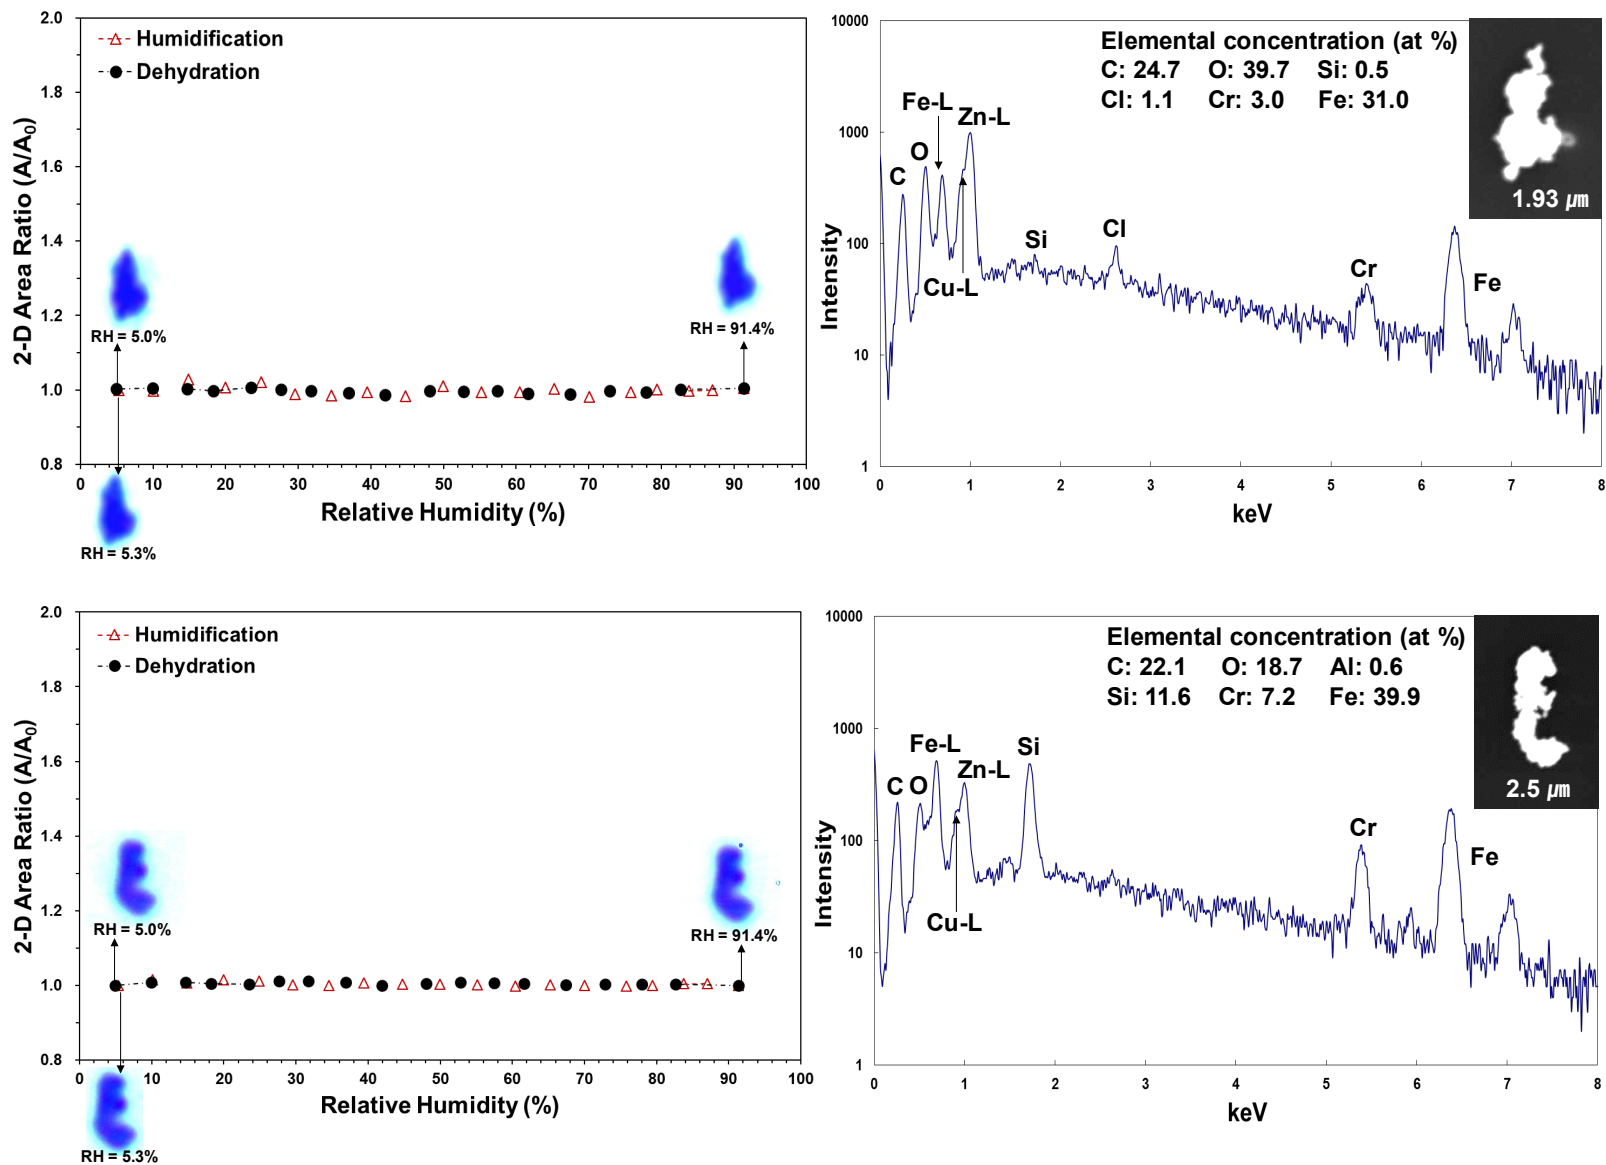 2.0
1.8
1.6
1.4
1.2
1.0
0.8
2-D Area Ratio (A/A₀)
Humidification
Dehydration
RH = 5.0%
RH = 91.4%
0 10 20 30 40 50 60 70 80 90 100
Relative Humidity (%)
RH = 5.3%
10000
1000
100
10
1
Intensity
Elemental concentration (at %)
C: 24.7 O: 39.7 Si: 0.5
Cl: 1.1 Cr: 3.0 Fe: 31.0
1.93 ㎛
Fe-L
Zn-L
O
C
Cu-L
Si
Cl
Cr
Fe
0 1 2 3 4 5 6 7 8
keV
2.0
1.8
1.6
1.4
1.2
1.0
0.8
2-D Area Ratio (A/A₀)
Humidification
Dehydration
RH = 5.0%
RH = 91.4%
0 10 20 30 40 50 60 70 80 90 100
Relative Humidity (%)
RH = 5.3%
10000
1000
100
10
1
Intensity
Elemental concentration (at %)
C: 22.1 O: 18.7 Al: 0.6
Si: 11.6 Cr: 7.2 Fe: 39.9
2.5 ㎛
Fe-L
Zn-L
Si
C
O
Cu-L
Cr
Fe
0 1 2 3 4 5 6 7 8
keV